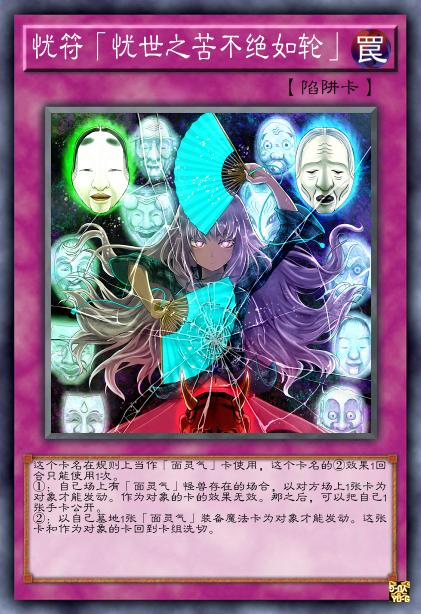 忧符「忧世之苦不绝如轮」 罠
【陷阱卡】
这个卡名在规则上当作「面灵气」卡使用，这个卡名的②效果1回
合只能使用1次。
①：自己场上有「面灵气」怪兽存在的场合，以对方场上1张卡为
对象才能发动。作为对象的卡的效果无效。那之后，可以把自己1
张手卡公开。
②：以自己墓地1张「面灵气」装备魔法卡为对象才能发动。这张
卡和作为对象的卡回卡组洗切。